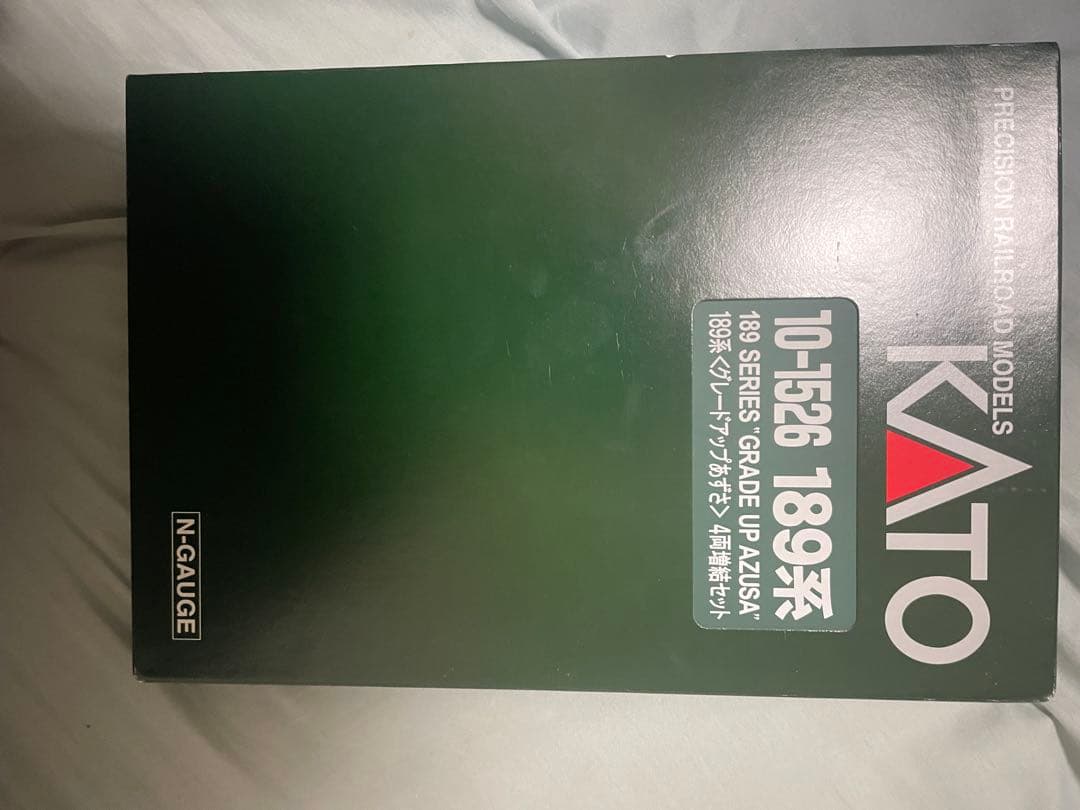 PRECISION RAILROAD MODELS
KATO
10-1526 189系
189 SERIES "GRADE UP AZUSA"
189系〈グレードアップあずさ〉 4両増結セット
N-GAUGE